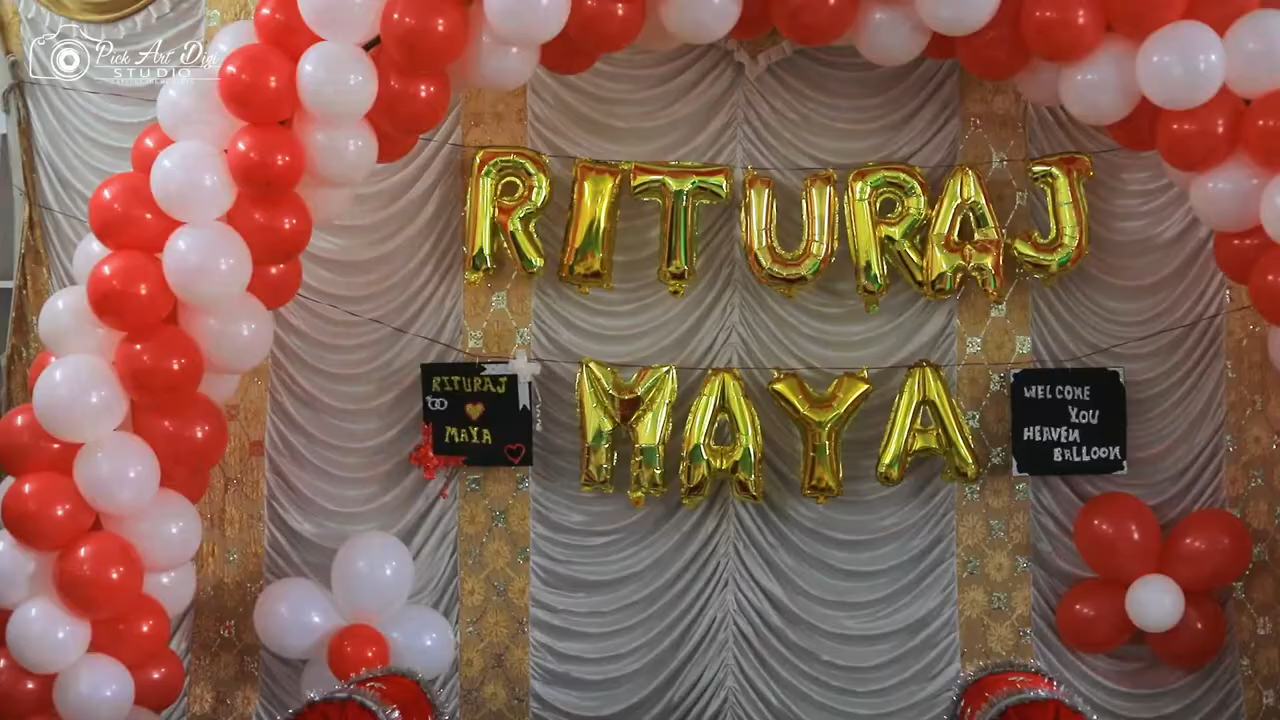 Pick Art Digi
STUDIO
RITURAJ
MAYA
RITURAJ
MAYA
WELCOME
YOU
HEAVEN
BALLOON